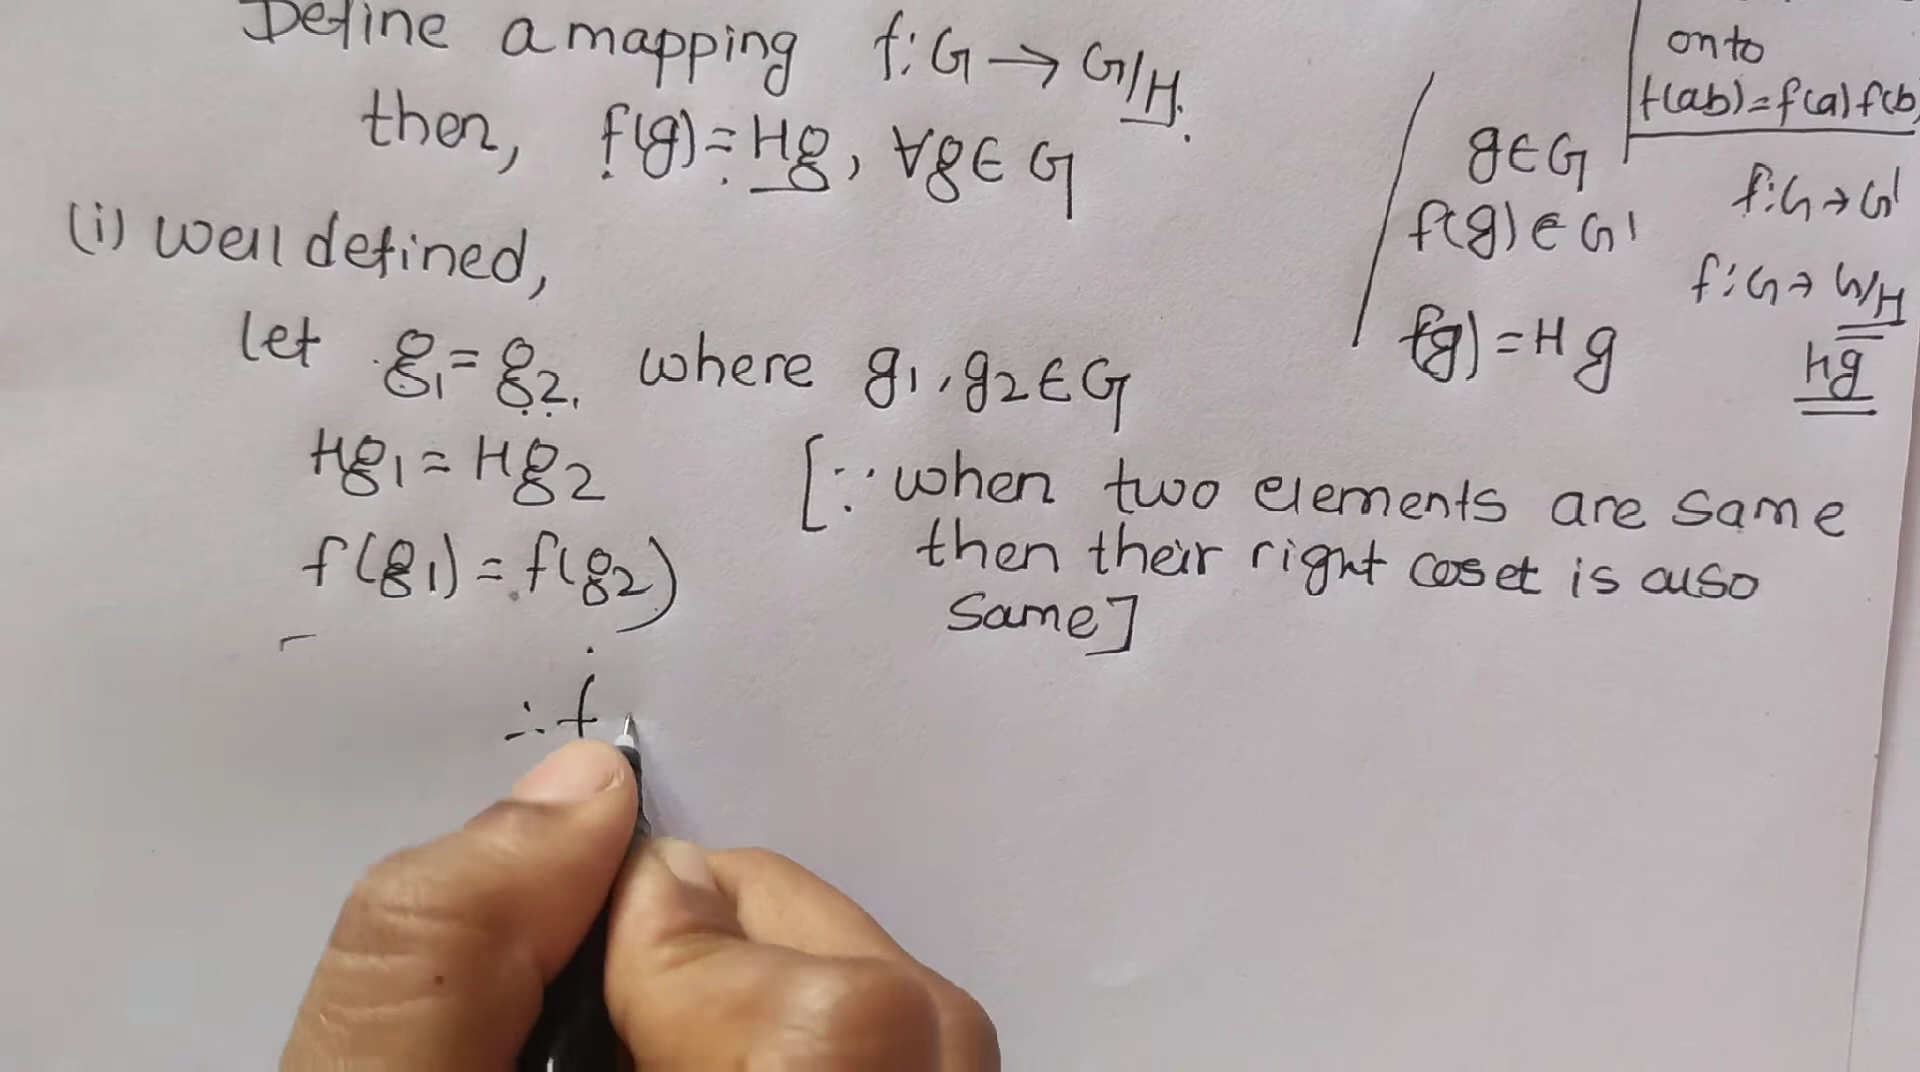 Define a mapping f: G → G/H.
then, f(g) = Hg, ∀g ∈ G
(i) well defined,
let g₁ = g₂, where g₁, g₂ ∈ G
Hg₁ = Hg₂ [∵ when two elements are same
then their right coset is also
same]
f(g₁) = f(g₂)
∴ f
onto
f(ab) = f(a) f(b
g ∈ G
f(g) ∈ G'
f(g) = Hg
f: G → G'
f: G → G/H
Hg